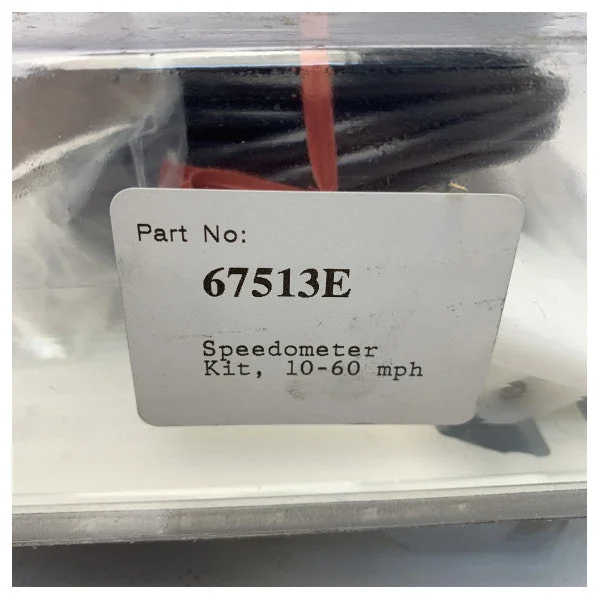 Part No:
67513E
Speedometer
Kit, 10-60 mph